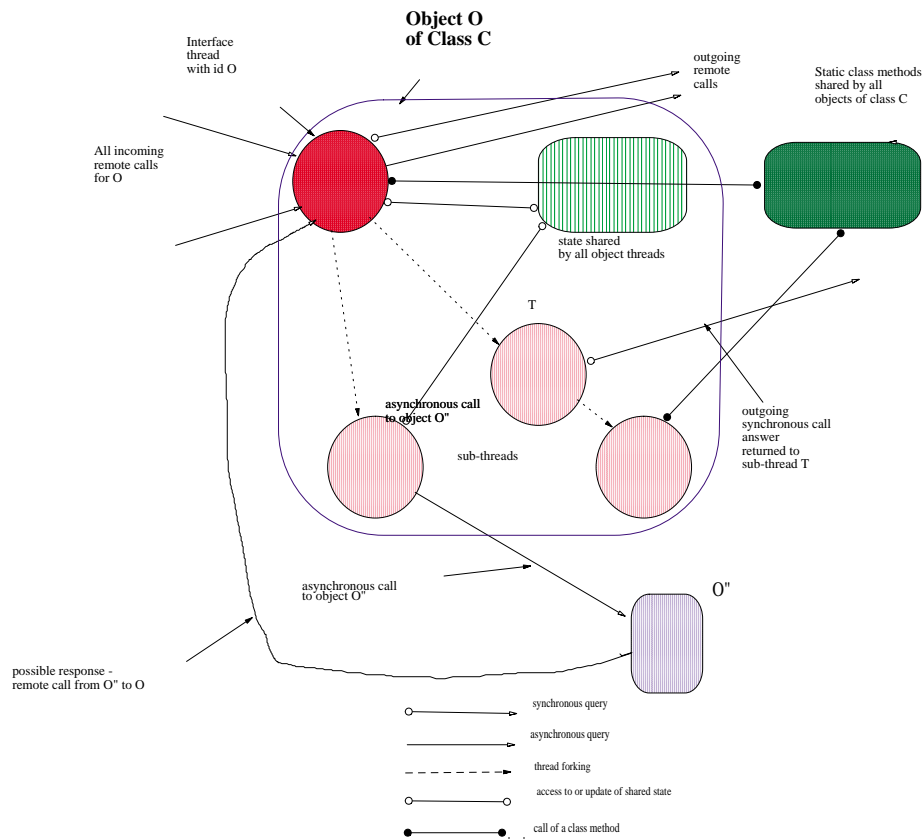 Object O
of Class C
Interface
thread
with id O
outgoing
remote
calls
Static class methods
shared by all
objects of class C
All incoming
remote calls
for O
state shared
by all object threads
T
asynchronous call
to object O"
sub-threads
outgoing
synchronous call
answer
returned to
sub-thread T
asynchronous call
to object O"
O"
possible response -
remote call from O" to O
synchronous query
asynchronous query
thread forking
access to or update of shared state
call of a class method